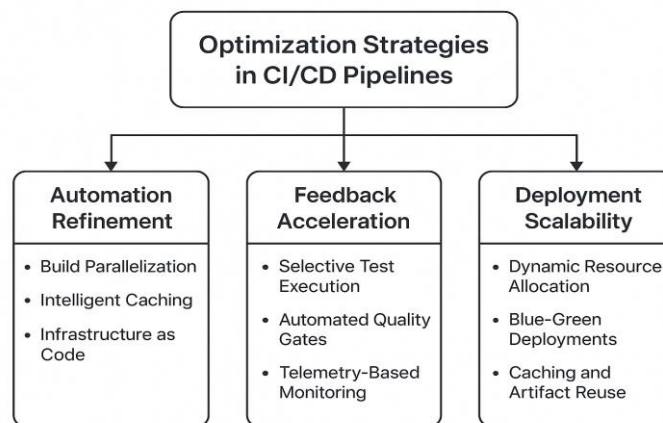 Optimization Strategies
in CI/CD Pipelines
Automation
Refinement
• Build Parallelization
• Intelligent Caching
• Infrastructure as
Code
Feedback
Acceleration
• Selective Test
Execution
• Automated Quality
Gates
• Telemetry-Based
Monitoring
Deployment
Scalability
• Dynamic Resource
Allocation
• Blue-Green
Deployments
• Caching and
Artifact Reuse